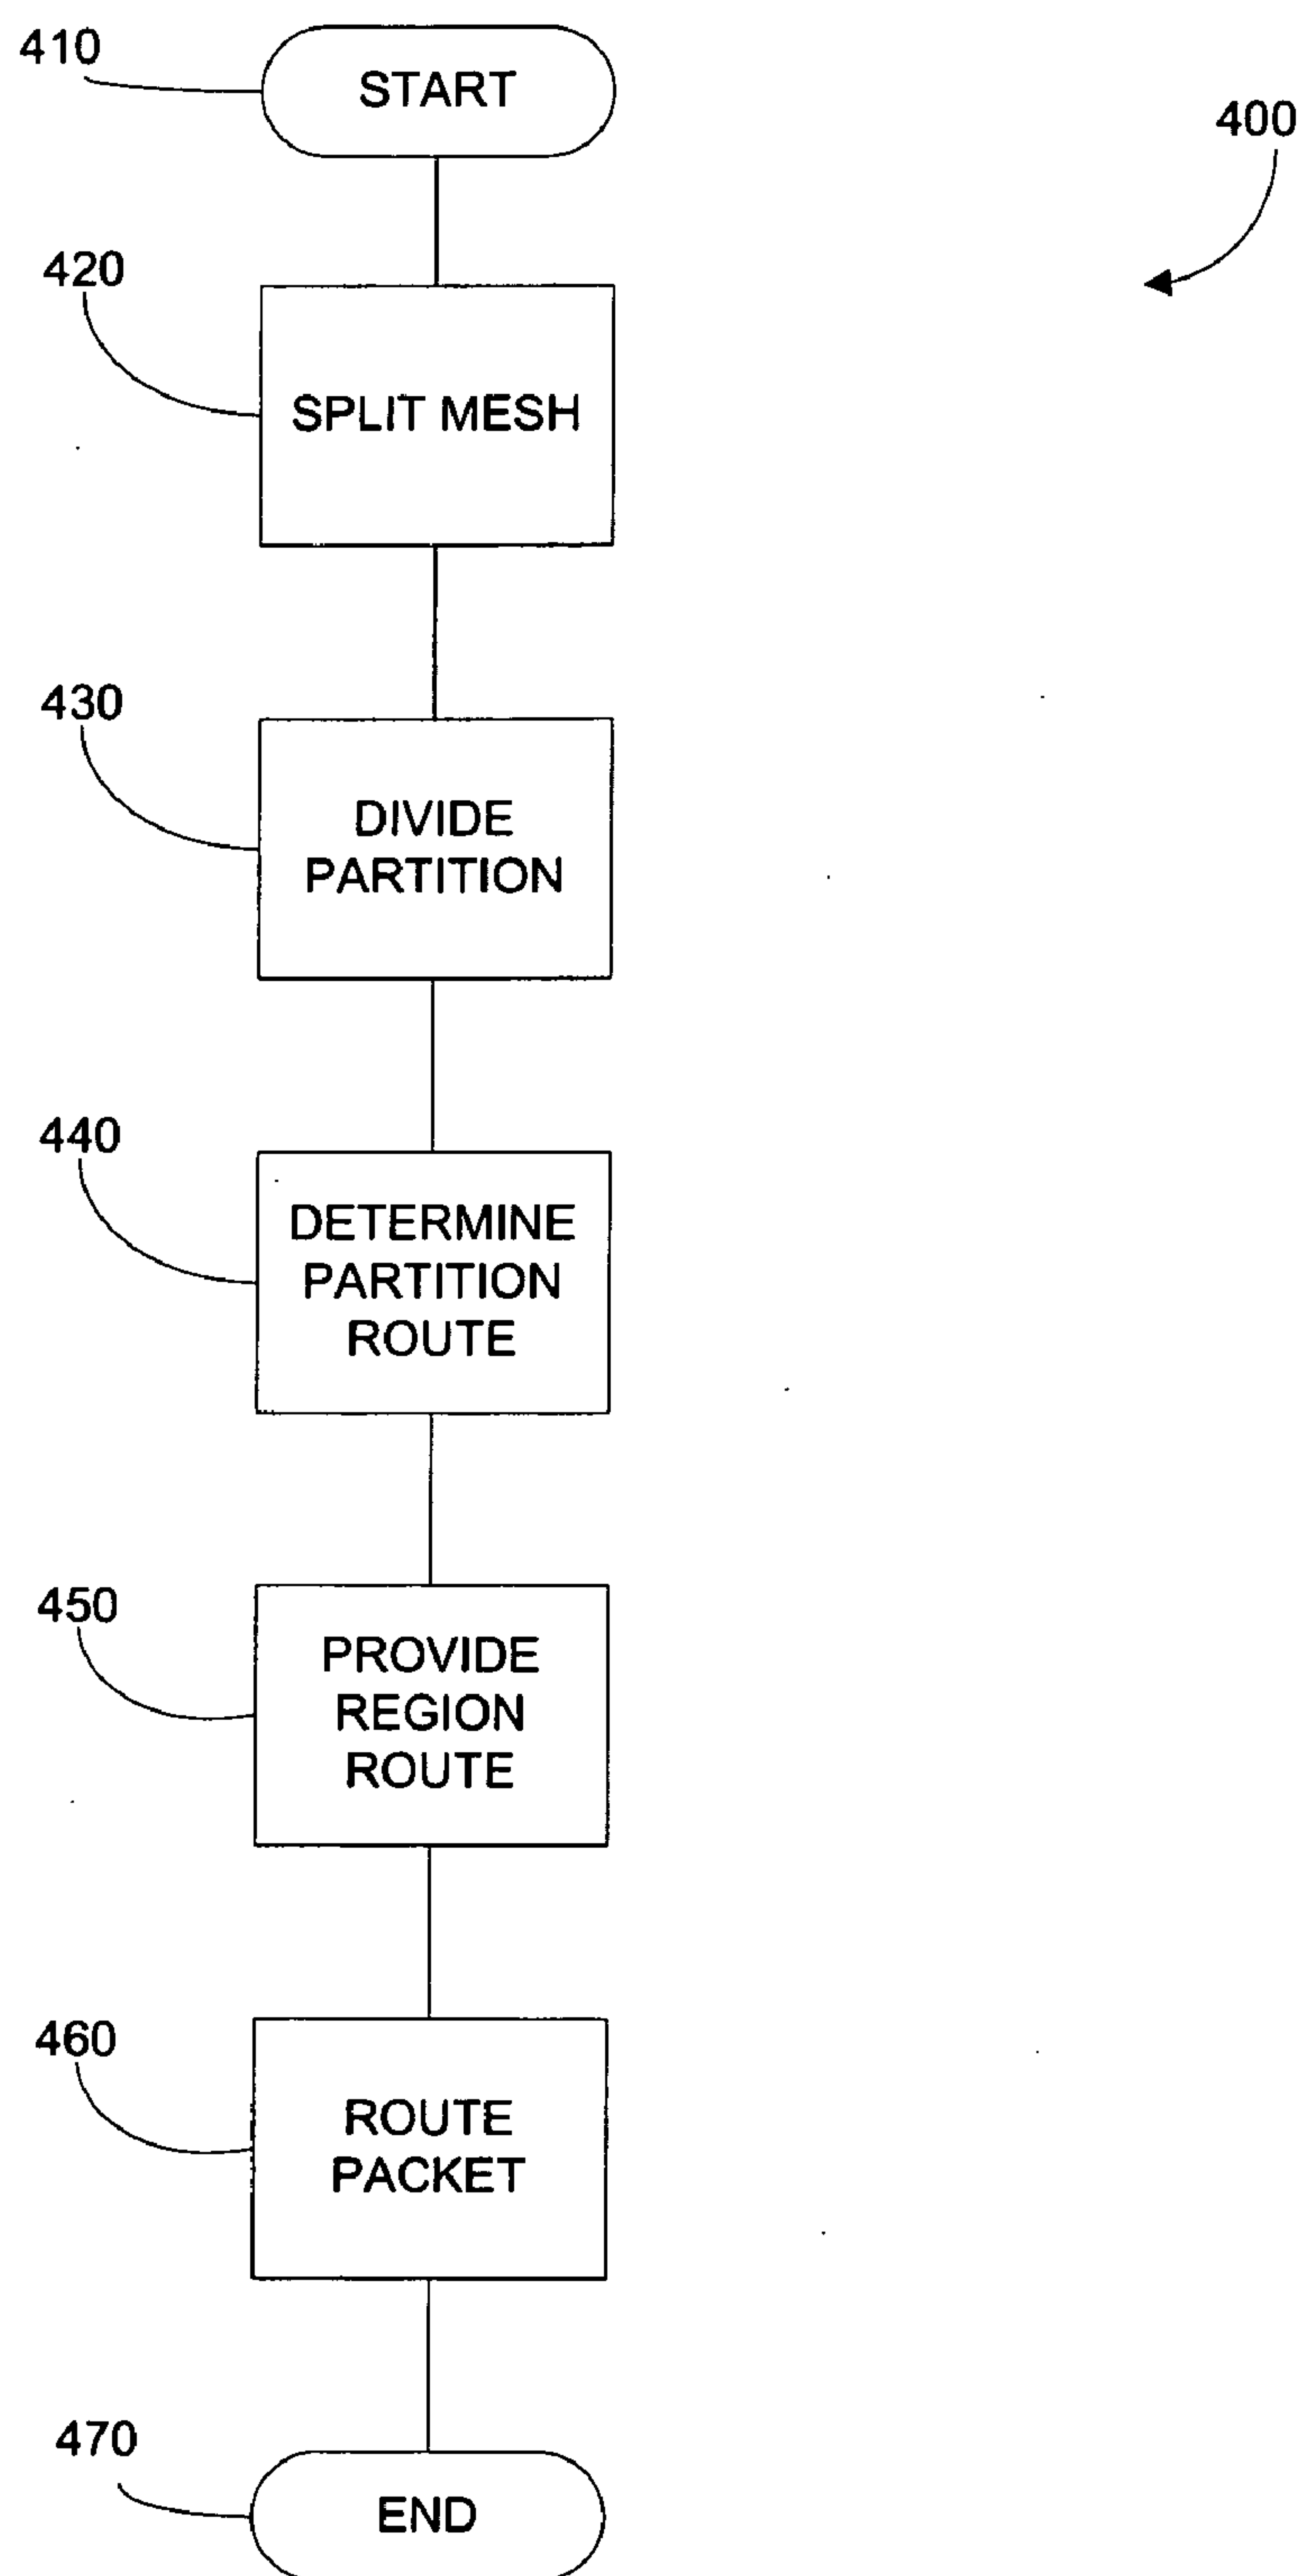 410
START
400
420
SPLIT MESH
430
DIVIDE
PARTITION
440
DETERMINE
PARTITION
ROUTE
450
PROVIDE
REGION
ROUTE
460
ROUTE
PACKET
470
END